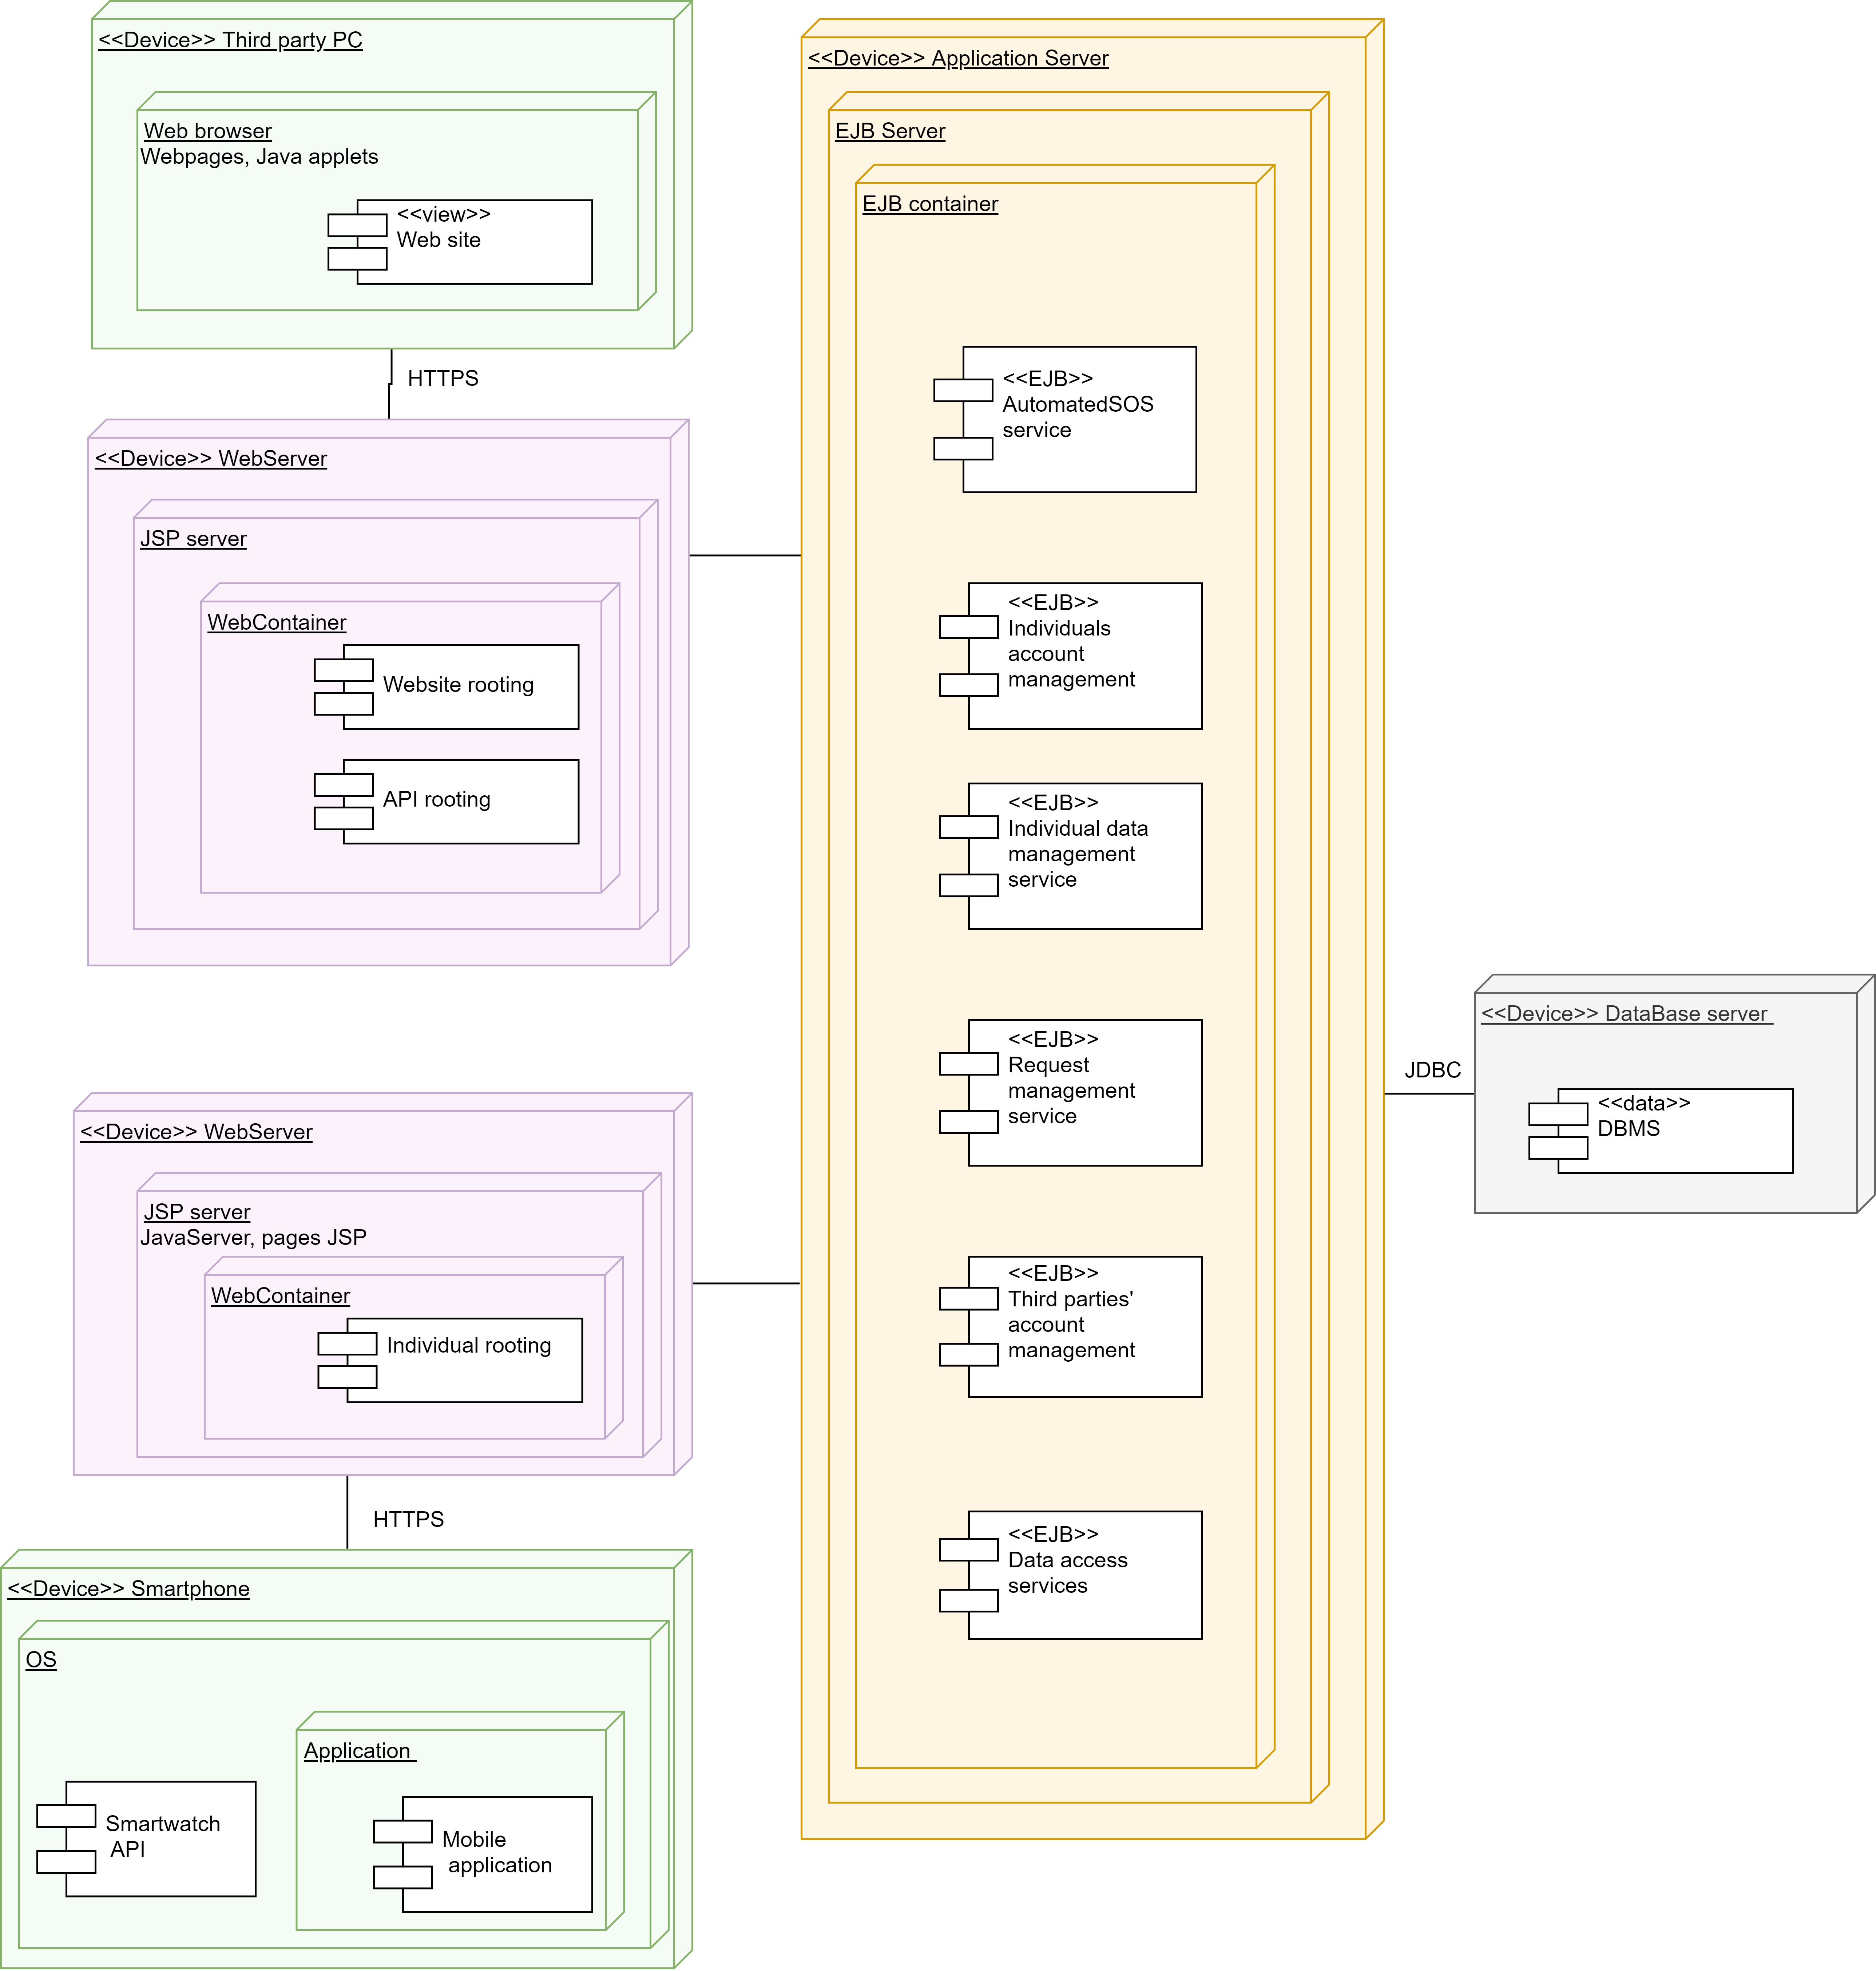 <<Device>> Third party PC
Web browser
Webpages, Java applets
<<view>>
Web site
HTTPS
<<Device>> WebServer
JSP server
WebContainer
Website rooting
API rooting
<<Device>> WebServer
JSP server
JavaServer, pages JSP
WebContainer
Individual rooting
HTTPS
<<Device>> Smartphone
OS
Smartwatch
API
Application
Mobile
application
<<Device>> Application Server
EJB Server
EJB container
<<EJB>>
AutomatedSOS
service
<<EJB>>
Individuals
account
management
<<EJB>>
Individual data
management
service
<<EJB>>
Request
management
service
<<EJB>>
Third parties'
account
management
<<EJB>>
Data access
services
JDBC
<<Device>> DataBase server
<<data>>
DBMS